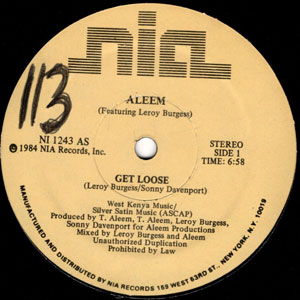 nia
113
ALEEM
(Featuring Leroy Burgess)
NI 1243 AS
℗1984 NIA Records, Inc.
STEREO
SIDE 1
TIME: 6:58
GET LOOSE
(Leroy Burgess/Sonny Davenport)
West Kenya Music/
Silver Satin Music (ASCAP)
Produced by T. Aleem, T. Aleem, Leroy Burgess,
Sonny Davenport for Aleem Productions
Mixed by Leroy Burgess and Aleem
Unauthorized Duplication
Prohibited by Law
MANUFACTURED AND DISTRIBUTED BY NIA RECORDS 159 WEST 63RD ST., NEW YORK, N.Y. 10019